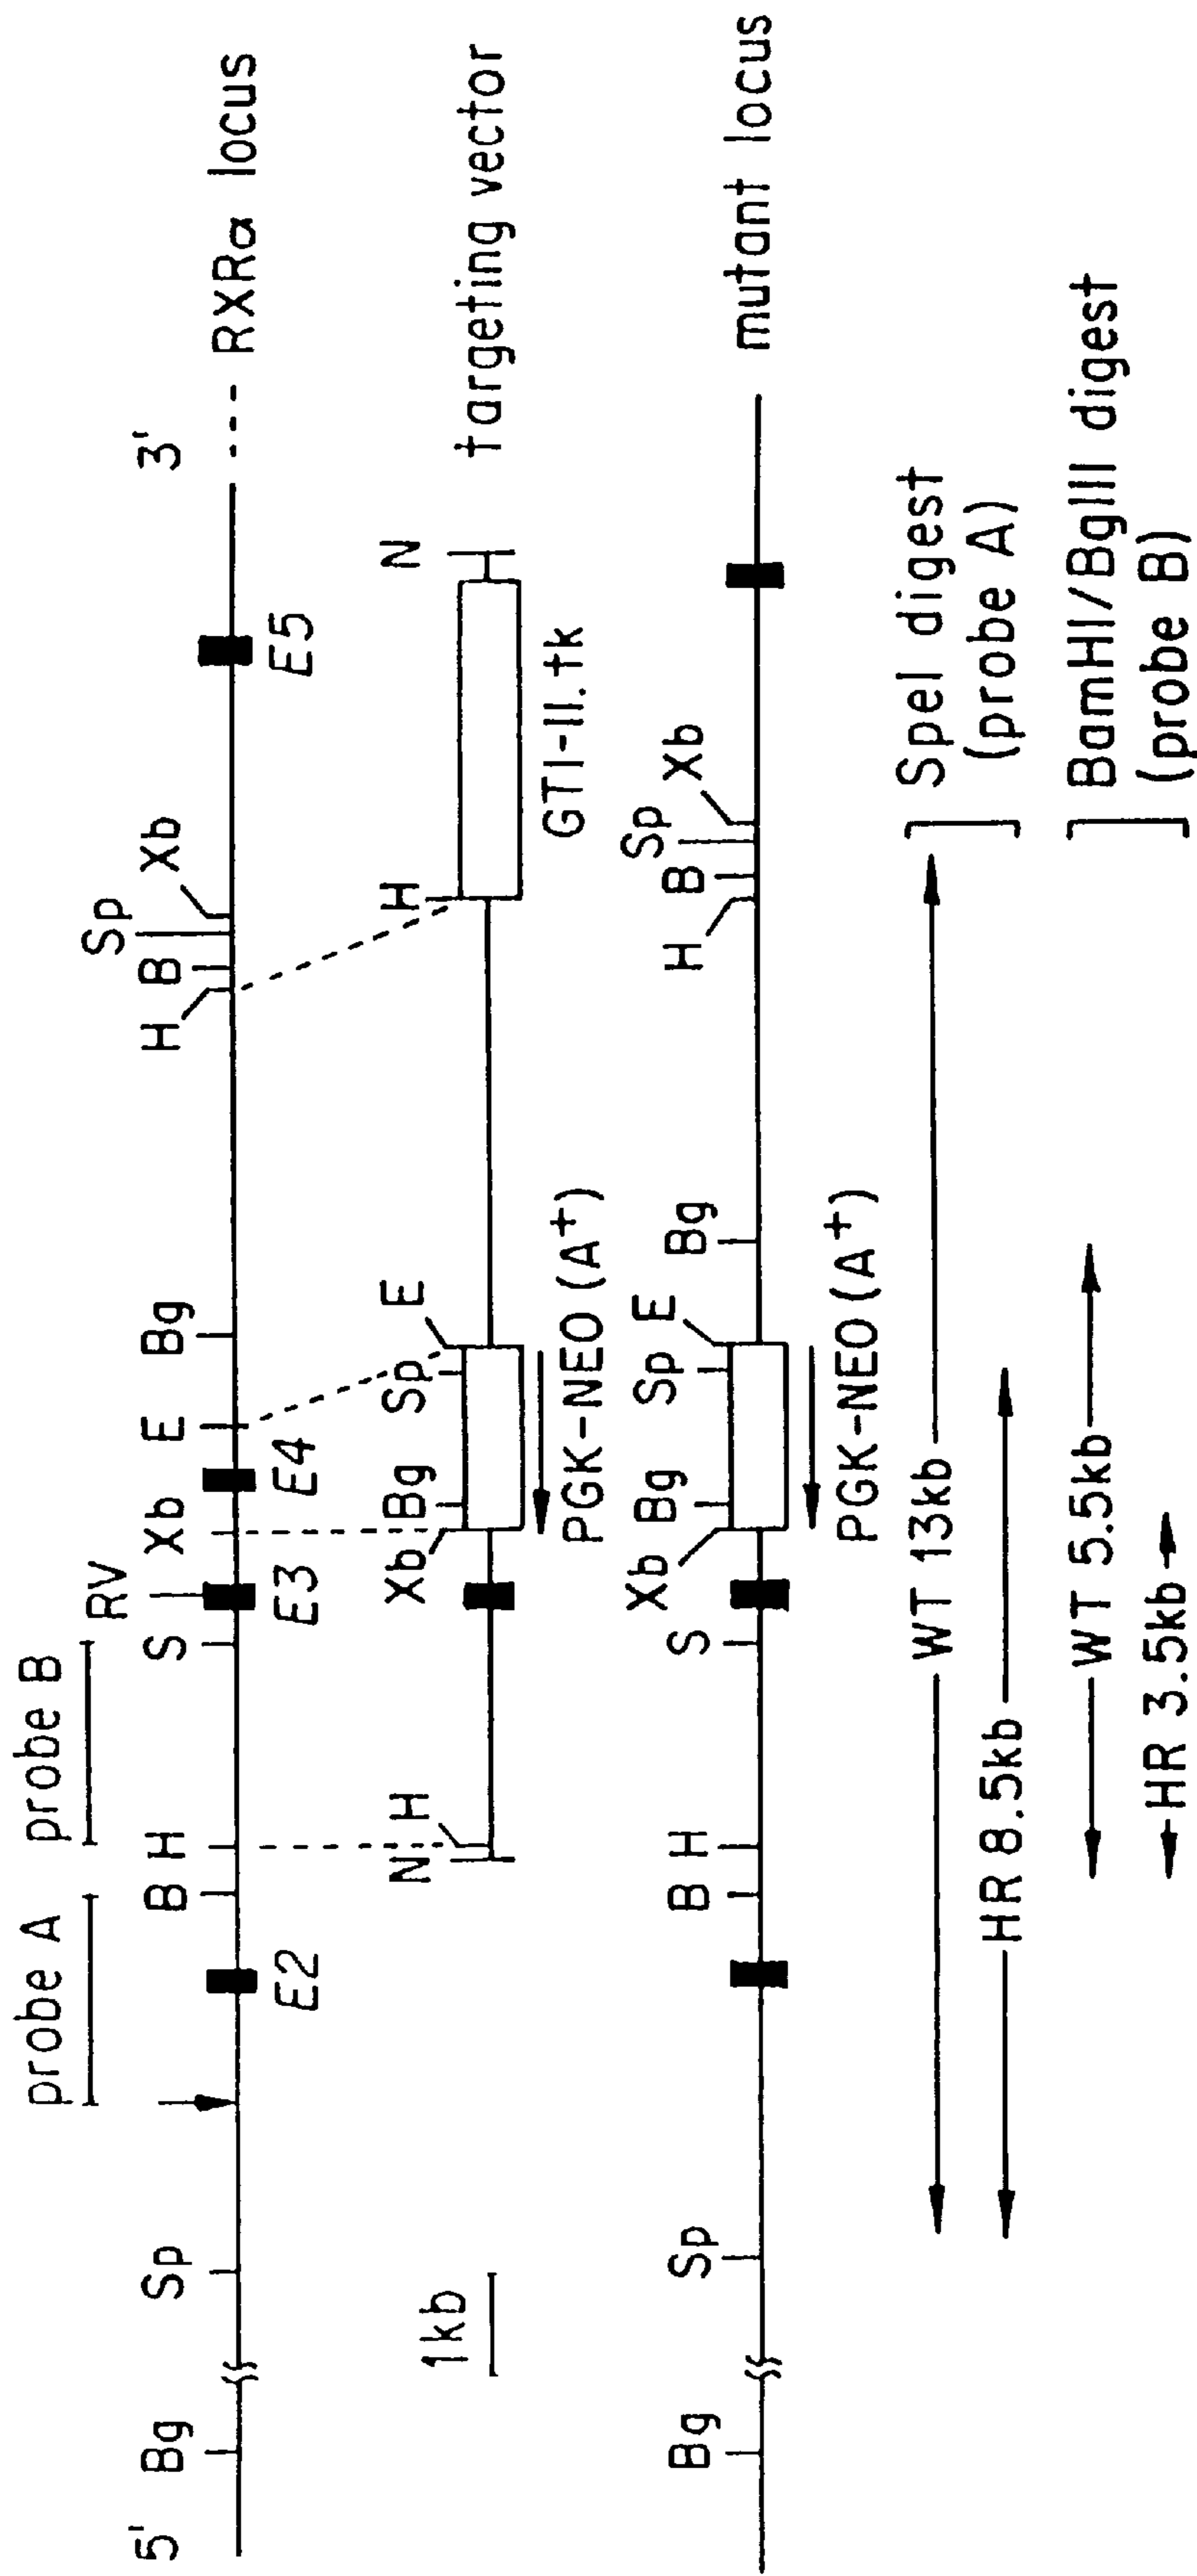 probe A probe B
5' Bg Sp B H S RV Xb E Bg H B Sp Xb 3' RXRα locus
E2 E3 E4 E5
1kb N H Xb Bg Sp E H N targeting vector
PGK-NEO (A+) GTI-II.tk
Bg Sp B H S Xb Bg Sp E Bg H B Sp Xb mutant locus
PGK-NEO (A+)
WT 13kb ] SpeI digest
HR 8.5kb (probe A)
WT 5.5kb ] BamHI/BglII digest
HR 3.5kb (probe B)